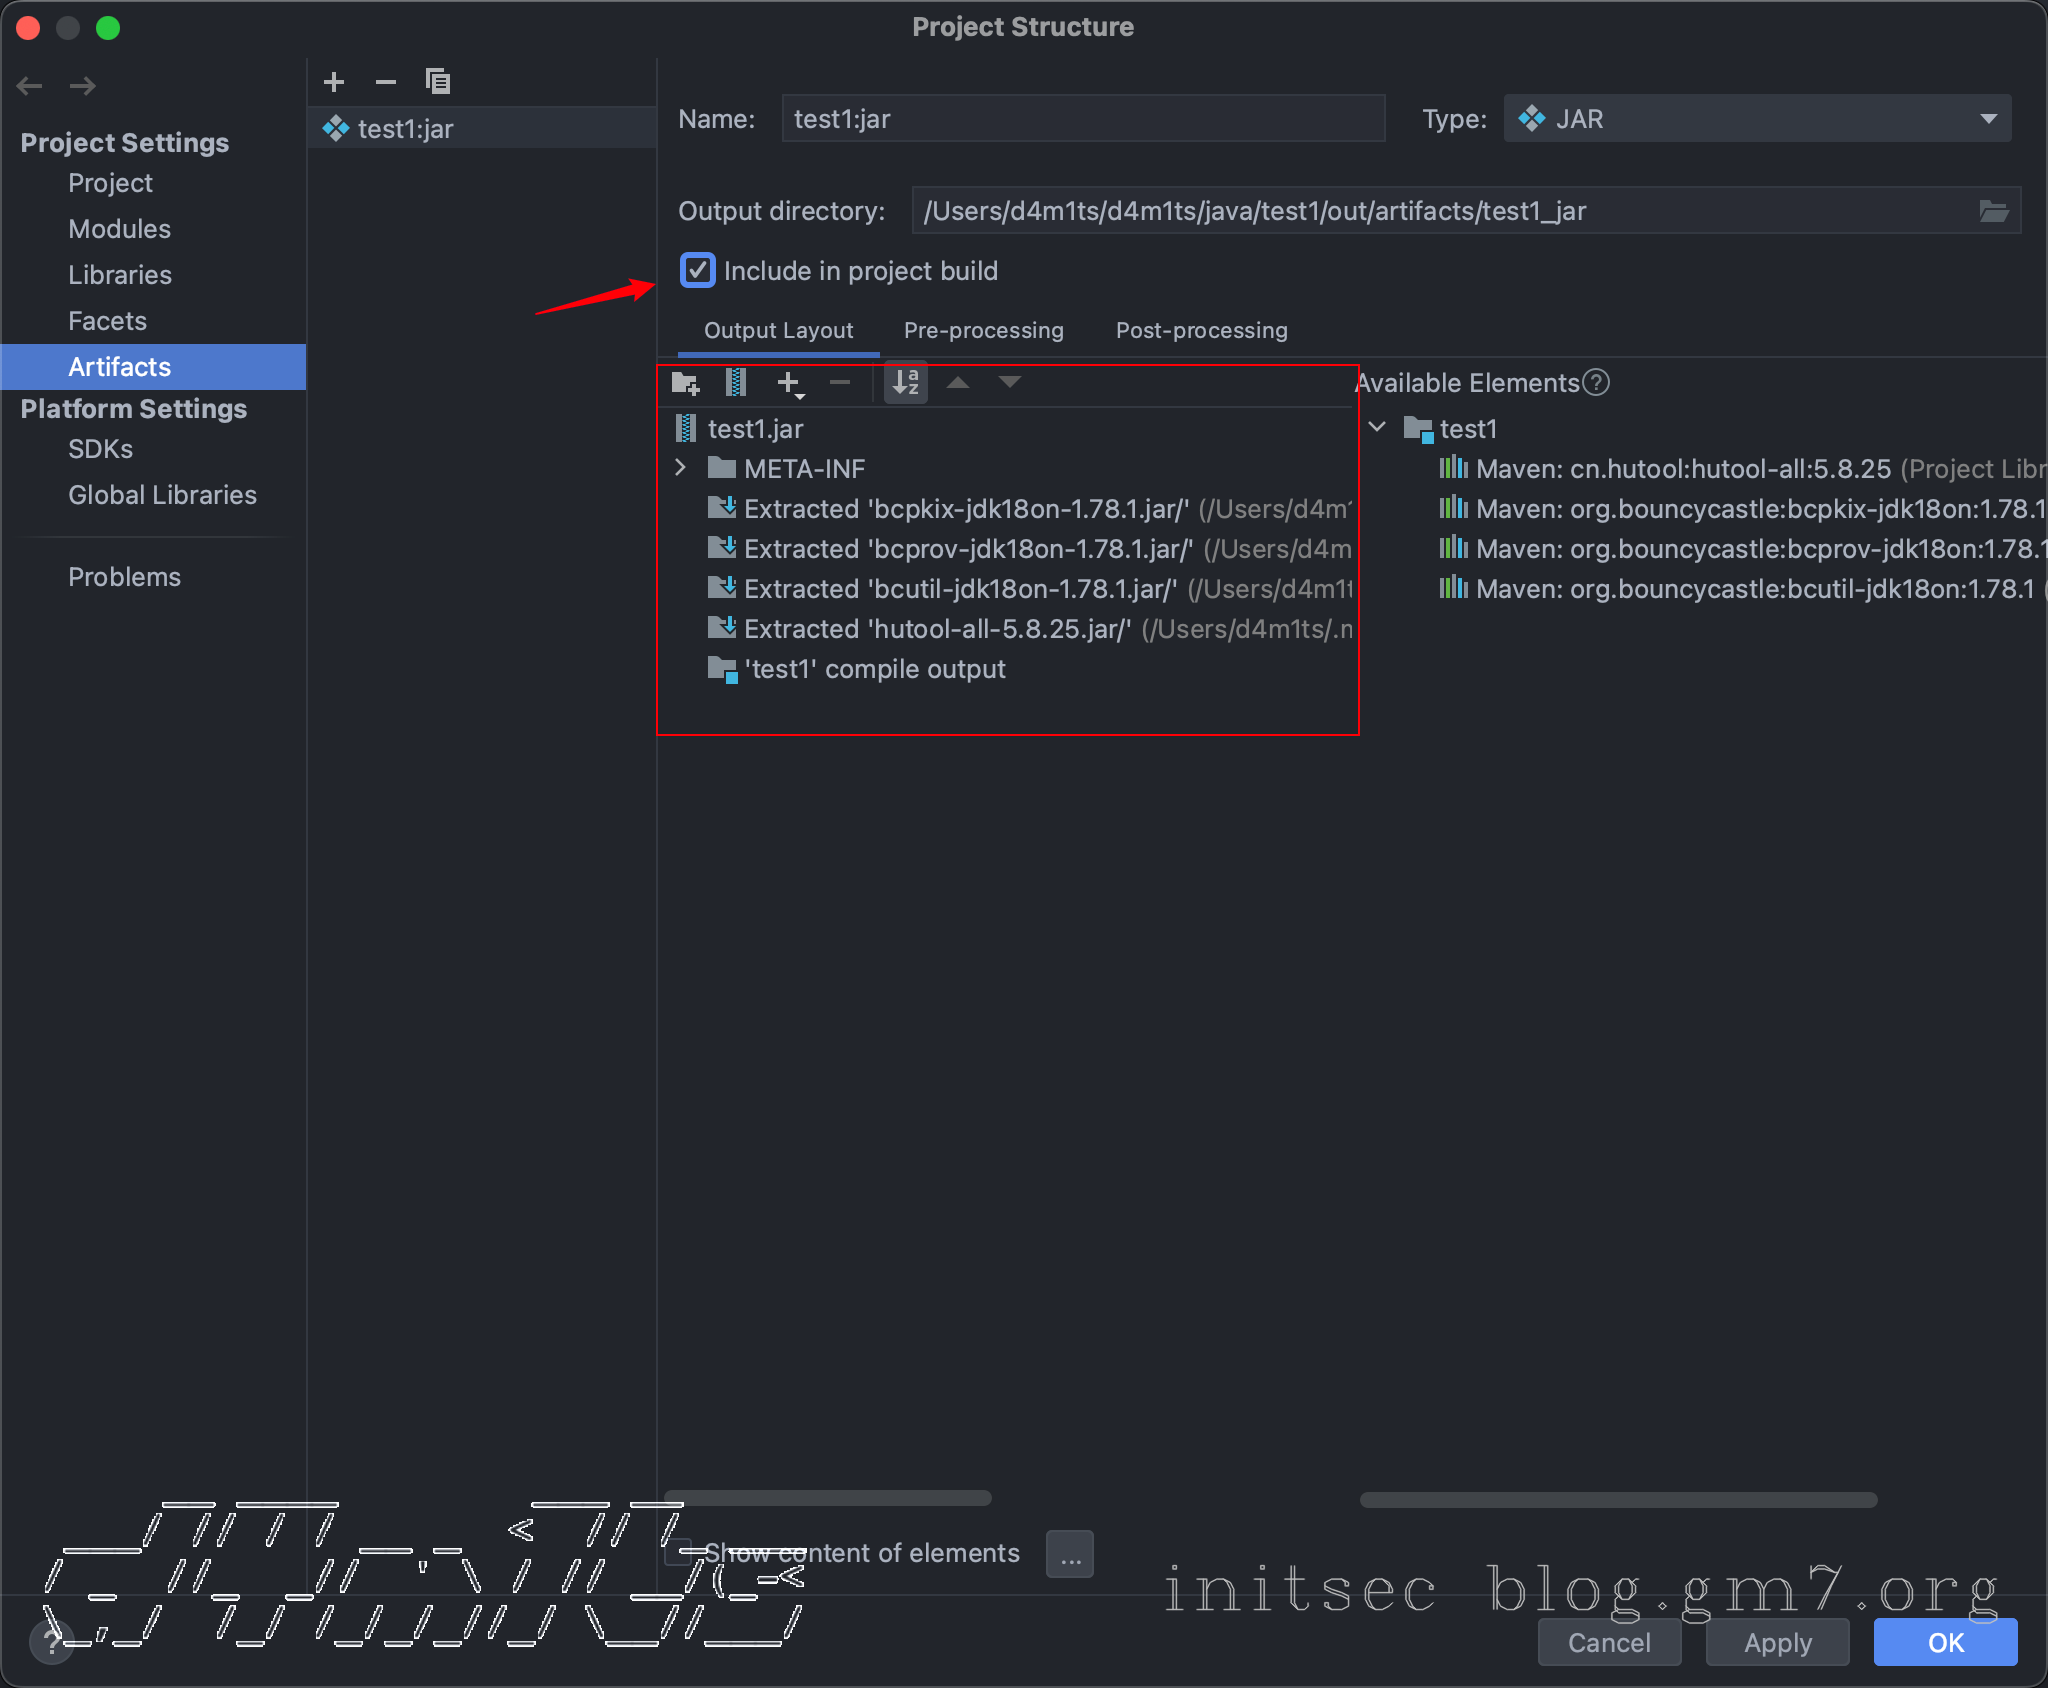 Project Structure
Project Settings
Project
Modules
Libraries
Facets
Artifacts
Platform Settings
SDKs
Global Libraries
Problems
test1:jar
Name: test1:jar
Type: JAR
Output directory: /Users/d4m1ts/d4m1ts/java/test1/out/artifacts/test1_jar
Include in project build
Output Layout Pre-processing Post-processing
test1.jar
META-INF
Extracted 'bcpkix-jdk18on-1.78.1.jar/' (/Users/d4m1
Extracted 'bcprov-jdk18on-1.78.1.jar/' (/Users/d4m
Extracted 'bcutil-jdk18on-1.78.1.jar/' (/Users/d4m1t
Extracted 'hutool-all-5.8.25.jar/' (/Users/d4m1ts/.m
'test1' compile output
Available Elements ?
test1
Maven: cn.hutool:hutool-all:5.8.25 (Project Libr
Maven: org.bouncycastle:bcpkix-jdk18on:1.78.1
Maven: org.bouncycastle:bcprov-jdk18on:1.78.1
Maven: org.bouncycastle:bcutil-jdk18on:1.78.1 (
Show content of elements ...
d4m1ts
initsec blog.gm7.org
?
Cancel Apply OK